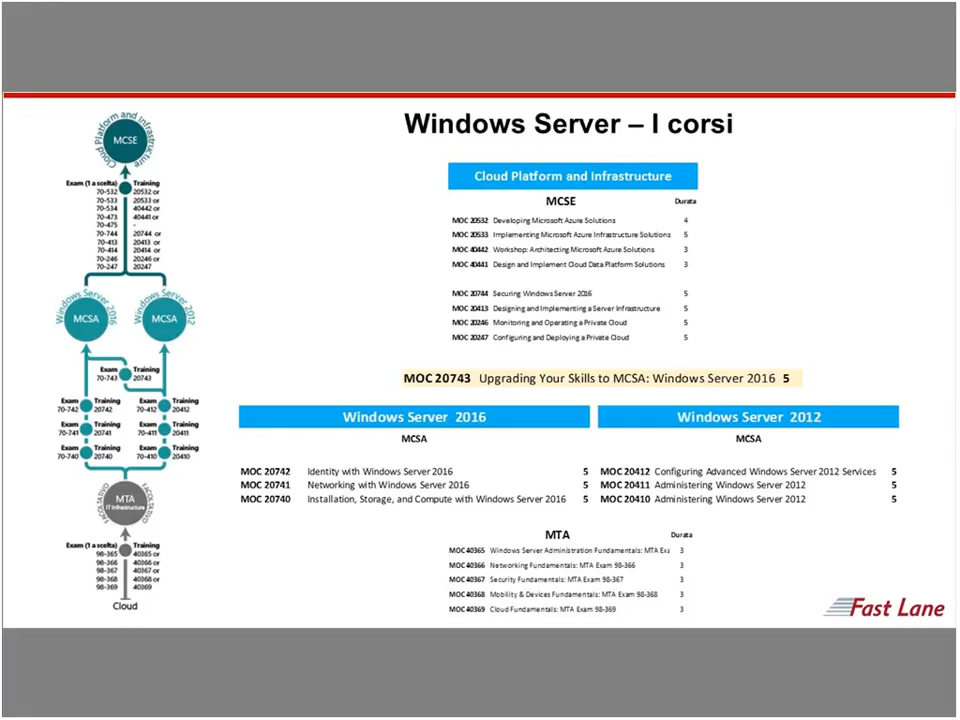 Windows Server – I corsi
Cloud Platform and Infrastructure
MCSE
Exam (1 a scelta) Training
70-532 20532 or
70-533 20533 or
70-534 40442 or
70-473 40441 or
70-475 -
70-744 20744 or
70-413 20413 or
70-414 20414 or
70-246 20246 or
70-247 20247
Windows Server 2016
MCSA
Windows Server 2012
MCSA
Exam Training
70-743 20743
Exam Training
70-742 20742
Exam Training
70-412 20412
Exam Training
70-741 20741
Exam Training
70-411 20411
Exam Training
70-740 20740
Exam Training
70-410 20410
FACOLTATIVO
MTA
IT Infrastructure
FACOLTATIVO
Exam (1 a scelta) Training
98-365 40365 or
98-366 40366 or
98-367 40367 or
98-368 40368 or
98-369 40369
Cloud
Cloud Platform and Infrastructure
MCSE Durata
MOC 20532 Developing Microsoft Azure Solutions 4
MOC 20533 Implementing Microsoft Azure Infrastructure Solutions 5
MOC 40442 Workshop: Architecting Microsoft Azure Solutions 3
MOC 40441 Design and Implement Cloud Data Platform Solutions 3
MOC 20744 Securing Windows Server 2016 5
MOC 20413 Designing and Implementing a Server Infrastructure 5
MOC 20246 Monitoring and Operating a Private Cloud 5
MOC 20247 Configuring and Deploying a Private Cloud 5
MOC 20743 Upgrading Your Skills to MCSA: Windows Server 2016 5
Windows Server 2016
MCSA
MOC 20742 Identity with Windows Server 2016 5
MOC 20741 Networking with Windows Server 2016 5
MOC 20740 Installation, Storage, and Compute with Windows Server 2016 5
Windows Server 2012
MCSA
MOC 20412 Configuring Advanced Windows Server 2012 Services 5
MOC 20411 Administering Windows Server 2012 5
MOC 20410 Administering Windows Server 2012 5
MTA Durata
MOC 40365 Windows Server Administration Fundamentals: MTA Exa 3
MOC 40366 Networking Fundamentals: MTA Exam 98-366 3
MOC 40367 Security Fundamentals: MTA Exam 98-367 3
MOC 40368 Mobility & Devices Fundamentals: MTA Exam 98-368 3
MOC 40369 Cloud Fundamentals: MTA Exam 98-369 3
Fast Lane